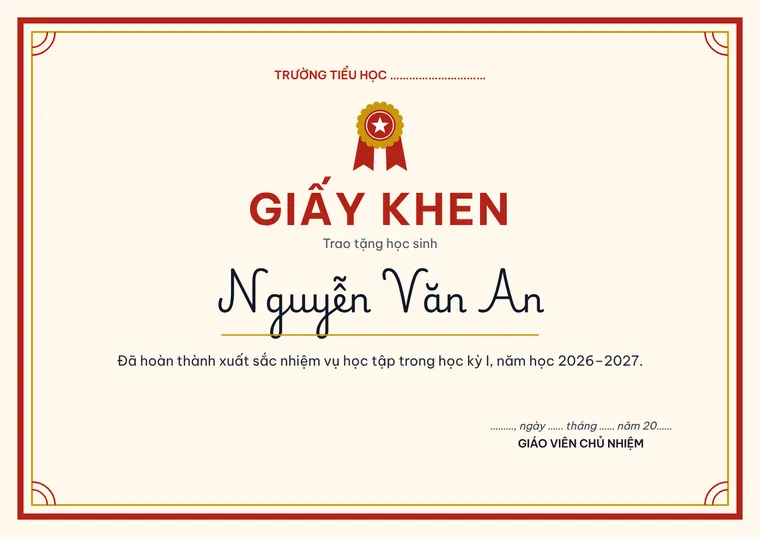 TRƯỜNG TIỂU HỌC ..............................
GIẤY KHEN
Trao tặng học sinh
Nguyễn Văn An
Đã hoàn thành xuất sắc nhiệm vụ học tập trong học kỳ I, năm học 2026–2027.
........., ngày ...... tháng ...... năm 20......
GIÁO VIÊN CHỦ NHIỆM